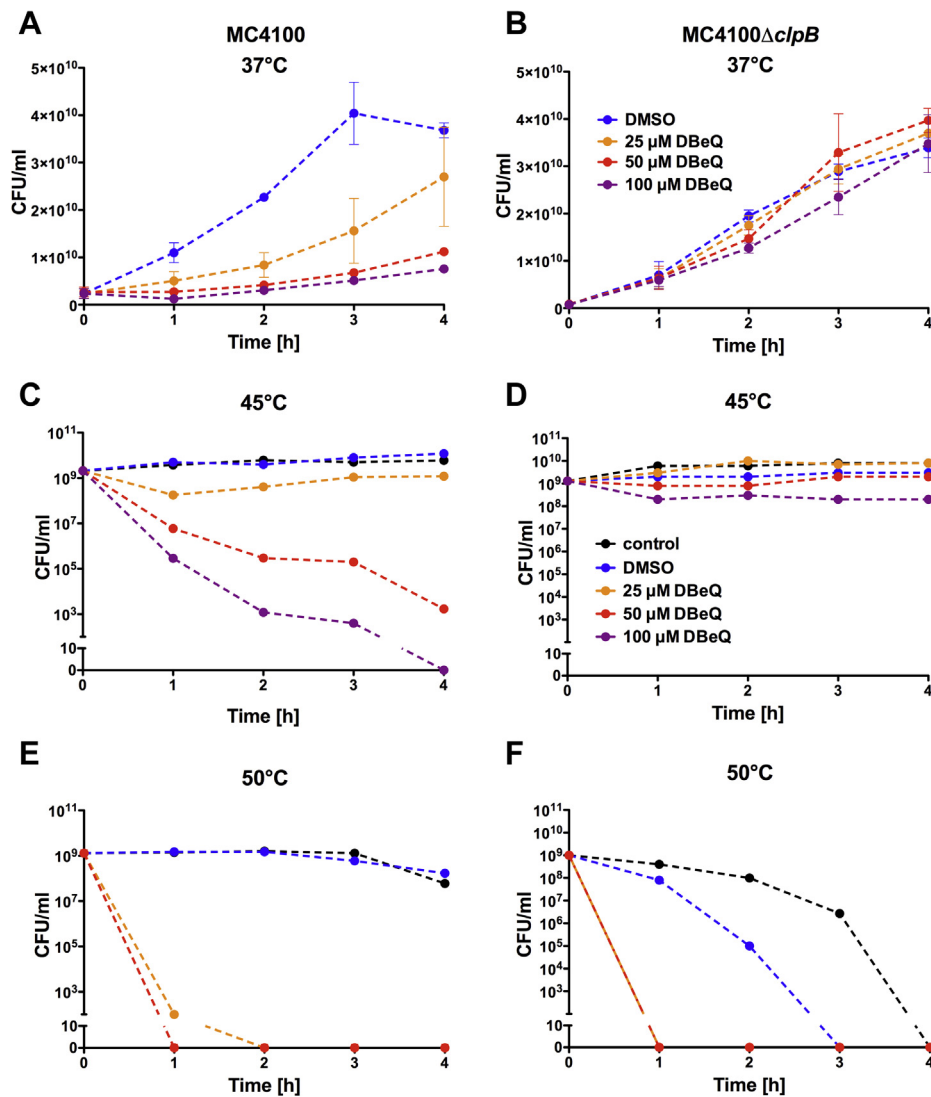 A
MC4100
37°C
5×10¹⁰
4×10¹⁰
3×10¹⁰
2×10¹⁰
1×10¹⁰
0
CFU/ml
0 1 2 3 4
Time [h]
B
MC4100ΔclpB
37°C
5×10¹⁰
4×10¹⁰
3×10¹⁰
2×10¹⁰
1×10¹⁰
0
CFU/ml
DMSO
25 µM DBeQ
50 µM DBeQ
100 µM DBeQ
0 1 2 3 4
Time [h]
C
45°C
10¹¹
10⁹
10⁷
10⁵
10³
10
0
CFU/ml
0 1 2 3 4
Time [h]
D
45°C
10¹¹
10¹⁰
10⁹
10⁸
10⁷
10⁶
10⁵
10⁴
10³
10²
10
0
CFU/ml
control
DMSO
25 µM DBeQ
50 µM DBeQ
100 µM DBeQ
0 1 2 3 4
Time [h]
E
50°C
10¹¹
10⁹
10⁷
10⁵
10³
10
0
CFU/ml
0 1 2 3 4
Time [h]
F
50°C
10¹¹
10¹⁰
10⁹
10⁸
10⁷
10⁶
10⁵
10⁴
10³
10²
10
0
CFU/ml
0 1 2 3 4
Time [h]